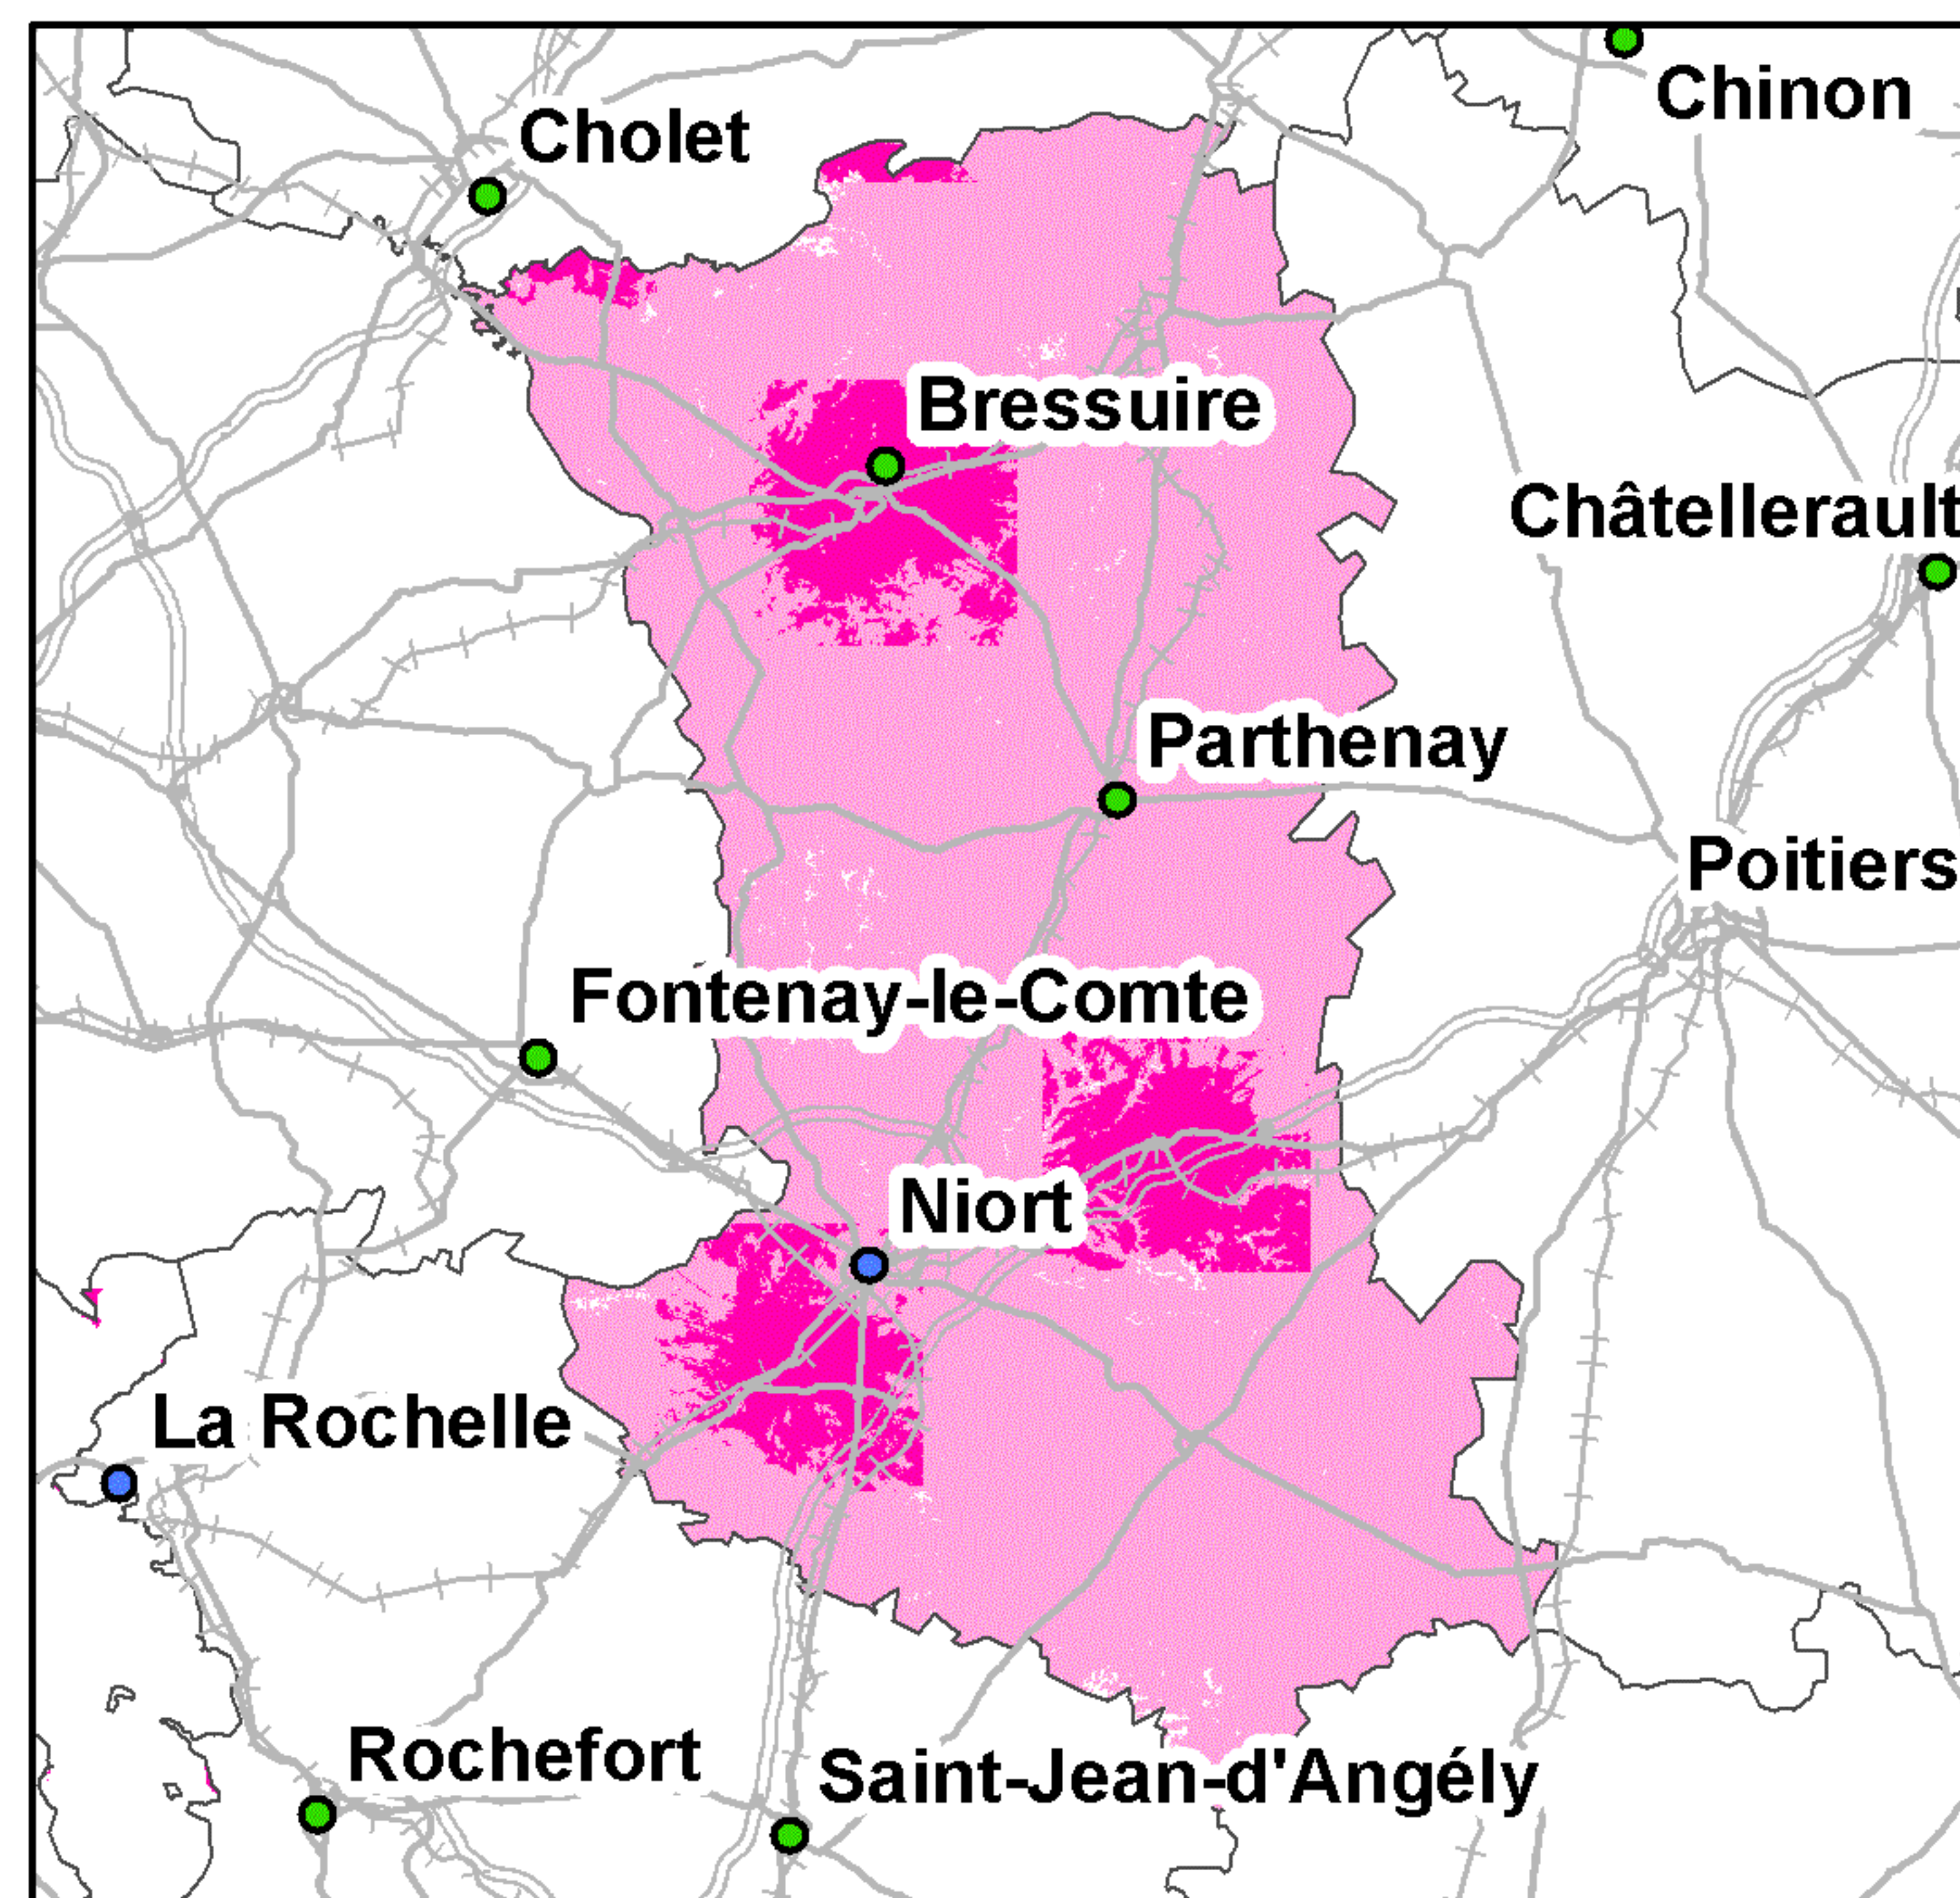 Chinon
Cholet
Bressuire
Châtellerault
Parthenay
Poitiers
Fontenay-le-Comte
Niort
La Rochelle
Rochefort
Saint-Jean-d'Angély